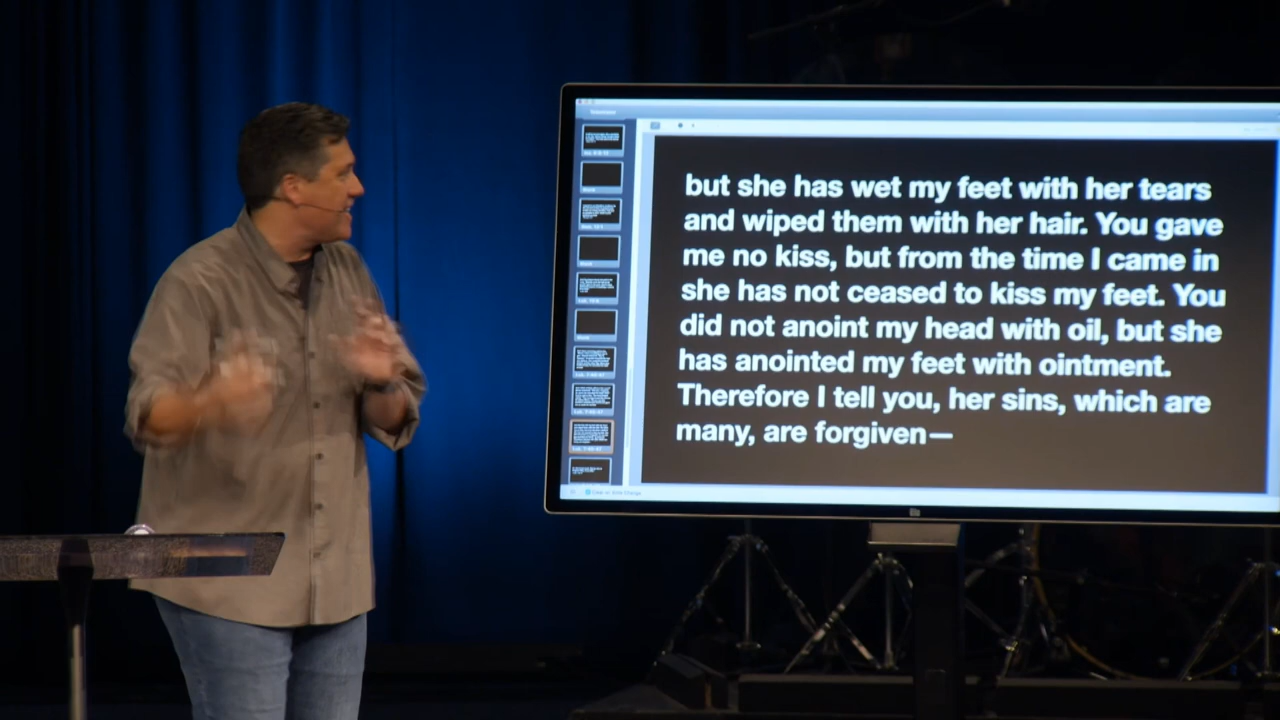 but she has wet my feet with her tears
and wiped them with her hair. You gave
me no kiss, but from the time I came in
she has not ceased to kiss my feet. You
did not anoint my head with oil, but she
has anointed my feet with ointment.
Therefore I tell you, her sins, which are
many, are forgiven—